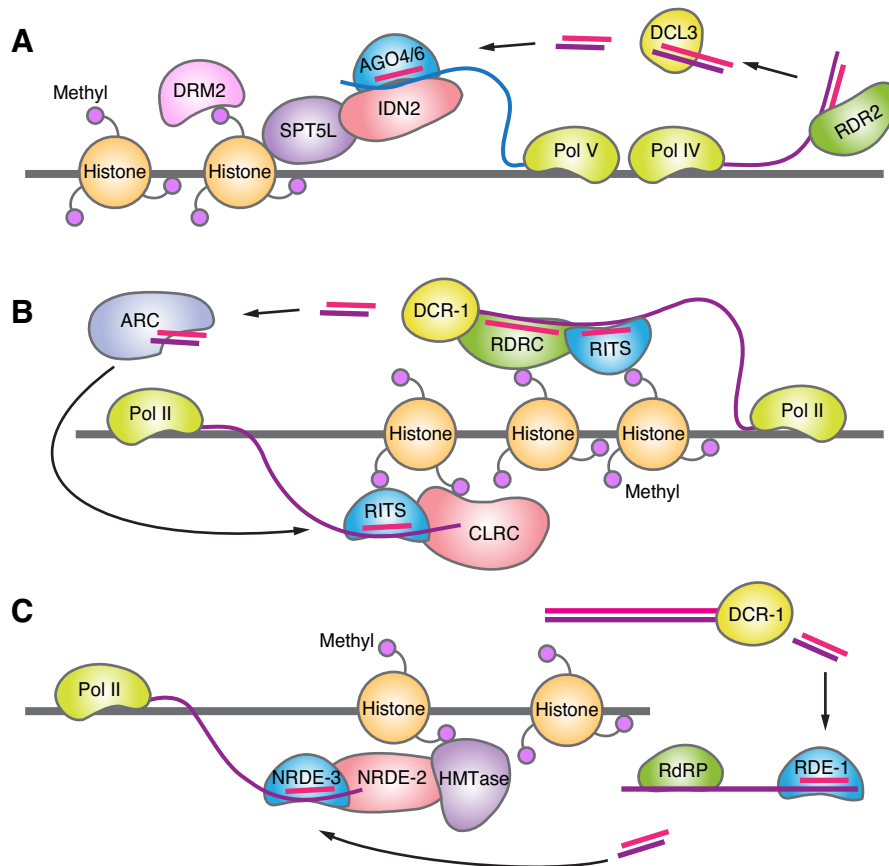 A
Methyl
DRM2
AGO4/6
DCL3
SPT5L
IDN2
RDR2
Histone
Histone
Pol V
Pol IV
B
ARC
DCR-1
RDRC
RITS
Pol II
Pol II
Histone
Histone
Histone
Methyl
RITS
CLRC
C
DCR-1
Methyl
Pol II
Histone
Histone
NRDE-3
NRDE-2
HMTase
RdRP
RDE-1